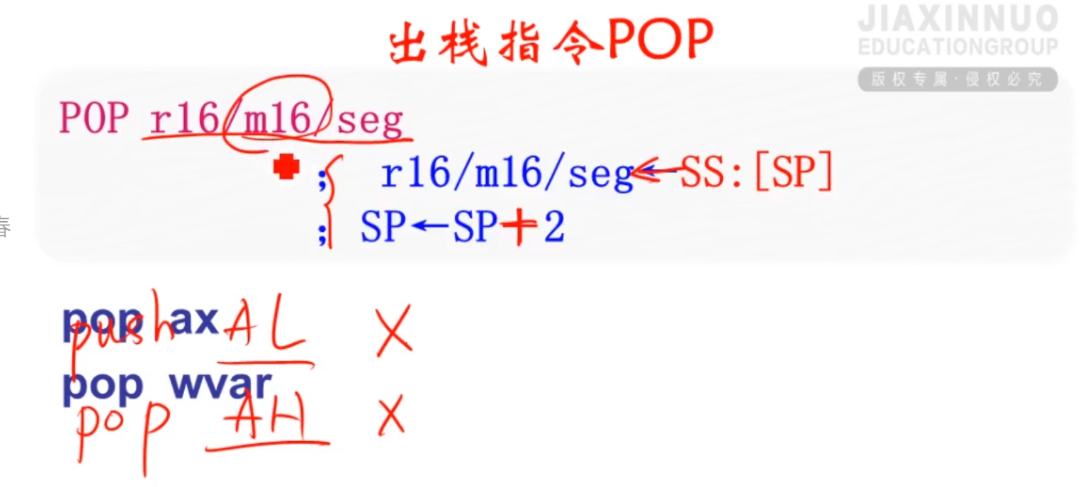 JIAXINNUO
EDUCATIONGROUP
版权专属·侵权必究
出栈指令POP
POP r16/m16/seg
; r16/m16/seg←SS:[SP]
; SP←SP+2
春
pop ax
push AL X
pop wvar
pop AH X